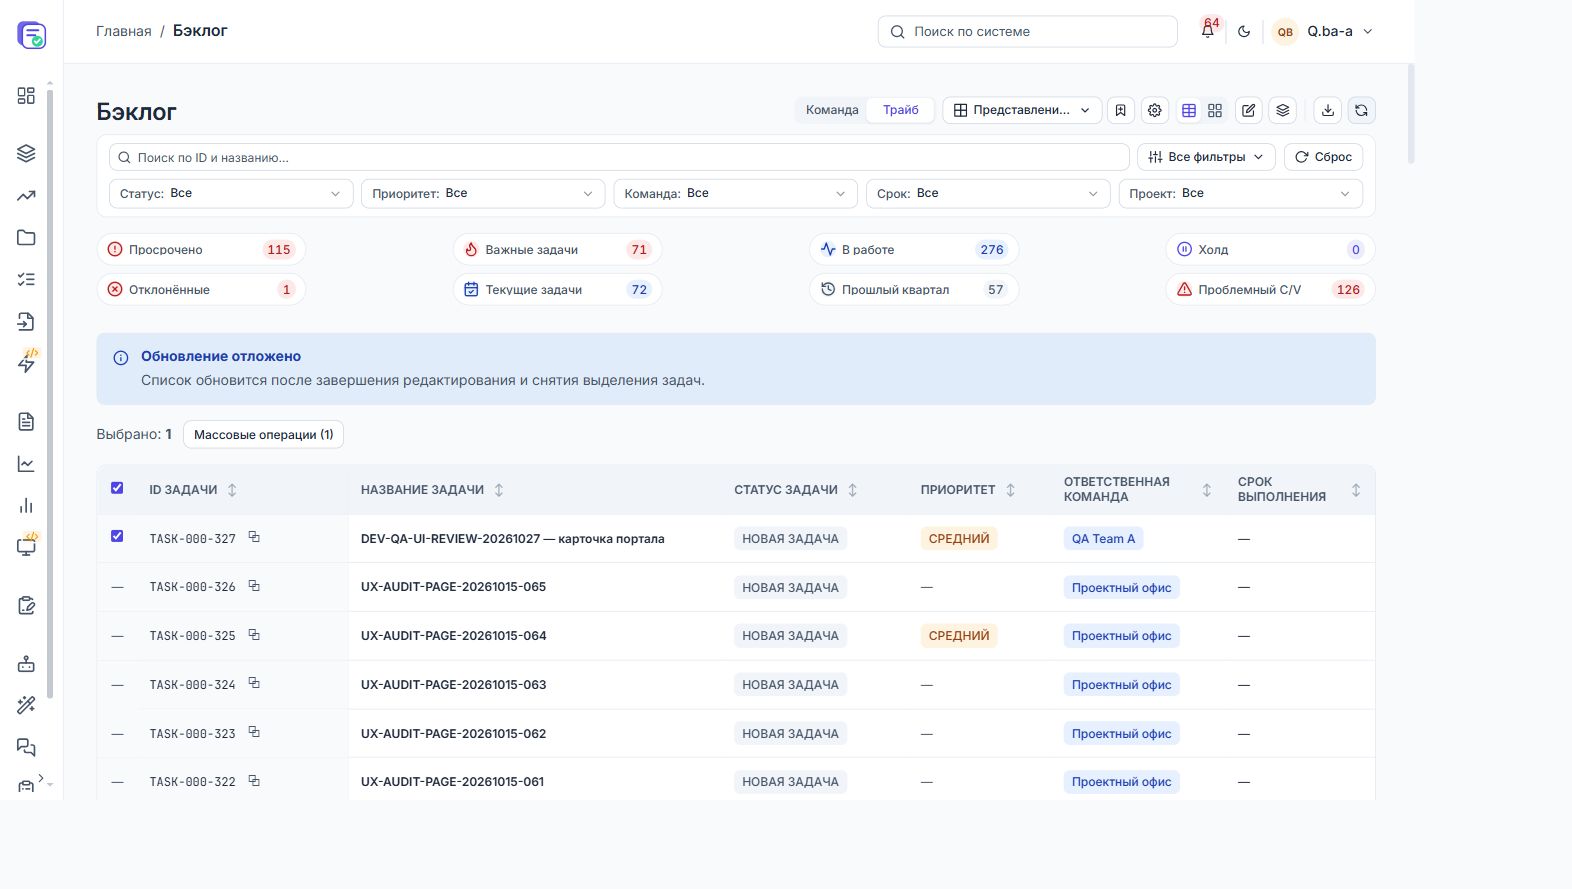 Главная / Бэклог
Поиск по системе
64
QB
Q.ba-a
Бэклог
Команда
Трайб
Представлени...
Поиск по ID и названию...
Все фильтры
Сброс
Статус: Все
Приоритет: Все
Команда: Все
Срок: Все
Проект: Все
Просрочено 115
Важные задачи 71
В работе 276
Холд 0
Отклонённые 1
Текущие задачи 72
Прошлый квартал 57
Проблемный C/V 126
Обновление отложено
Список обновится после завершения редактирования и снятия выделения задач.
Выбрано: 1
Массовые операции (1)
ID ЗАДАЧИ
НАЗВАНИЕ ЗАДАЧИ
СТАТУС ЗАДАЧИ
ПРИОРИТЕТ
ОТВЕТСТВЕННАЯ КОМАНДА
СРОК ВЫПОЛНЕНИЯ
TASK-000-327 DEV-QA-UI-REVIEW-20261027 — карточка портала НОВАЯ ЗАДАЧА СРЕДНИЙ QA Team A —
— TASK-000-326 UX-AUDIT-PAGE-20261015-065 НОВАЯ ЗАДАЧА — Проектный офис —
— TASK-000-325 UX-AUDIT-PAGE-20261015-064 НОВАЯ ЗАДАЧА СРЕДНИЙ Проектный офис —
— TASK-000-324 UX-AUDIT-PAGE-20261015-063 НОВАЯ ЗАДАЧА — Проектный офис —
— TASK-000-323 UX-AUDIT-PAGE-20261015-062 НОВАЯ ЗАДАЧА — Проектный офис —
— TASK-000-322 UX-AUDIT-PAGE-20261015-061 НОВАЯ ЗАДАЧА — Проектный офис —